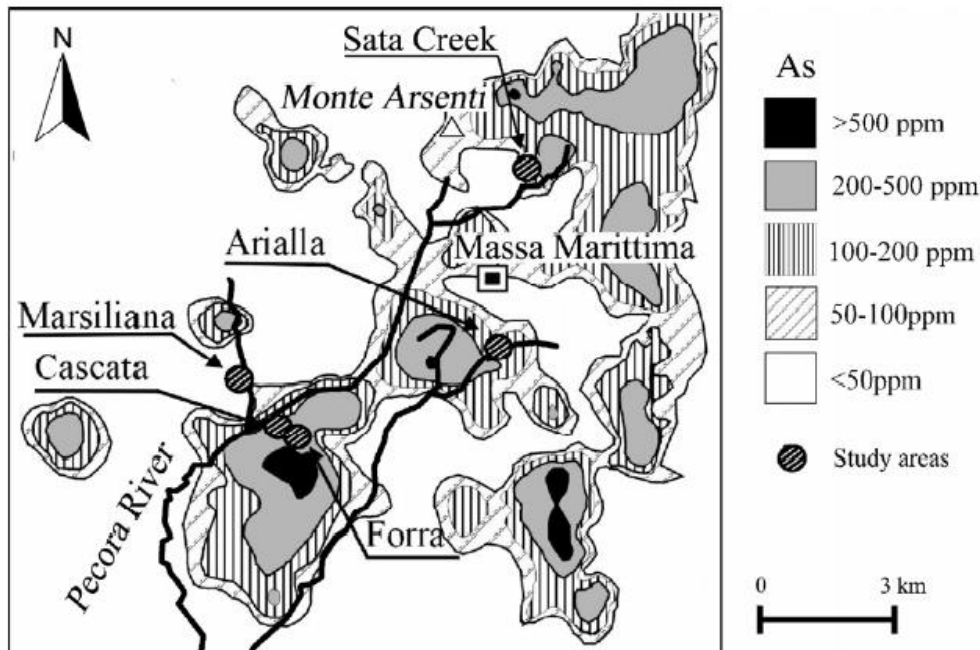 N
Sata Creek
Monte Arsenti
Arialla
Massa Marittima
Marsiliana
Cascata
Pecora River
Forra
As
>500 ppm
200-500 ppm
100-200 ppm
50-100ppm
<50ppm
Study areas
0 3 km